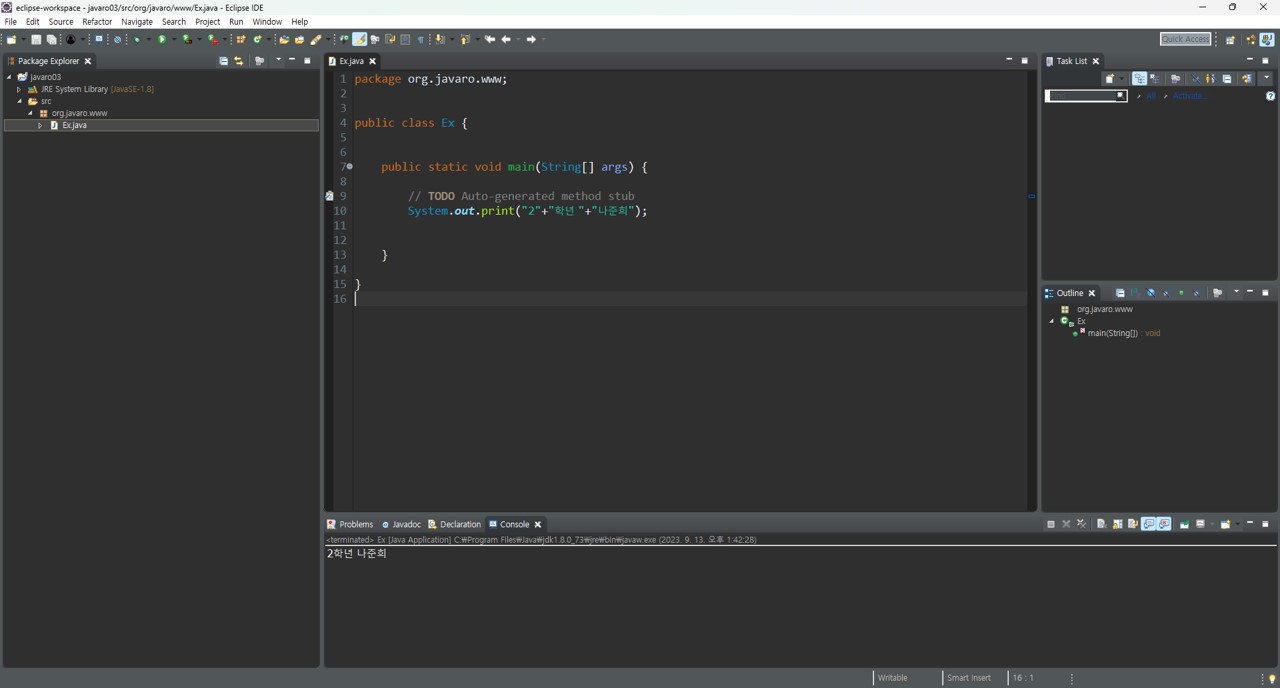 eclipse-workspace - javaro03/src/org/javaro/www/Ex.java - Eclipse IDE
File Edit Source Refactor Navigate Search Project Run Window Help
Quick Access
Package Explorer
javaro03
JRE System Library [JavaSE-1.8]
src
org.javaro.www
Ex.java
Ex.java
1 package org.javaro.www;
2
3
4 public class Ex {
5
6
7 public static void main(String[] args) {
8
9 // TODO Auto-generated method stub
10 System.out.print("2"+"학년 "+"나준희");
11
12
13 }
14
15 }
16
Task List
All Activate...
Outline
org.javaro.www
Ex
main(String[]) : void
Problems Javadoc Declaration Console
<terminated> Ex [Java Application] C:₩Program Files₩Java₩jdk1.8.0_73₩jre₩bin₩javaw.exe (2023. 9. 13. 오후 1:42:28)
2학년 나준희
Writable Smart Insert 16 : 1